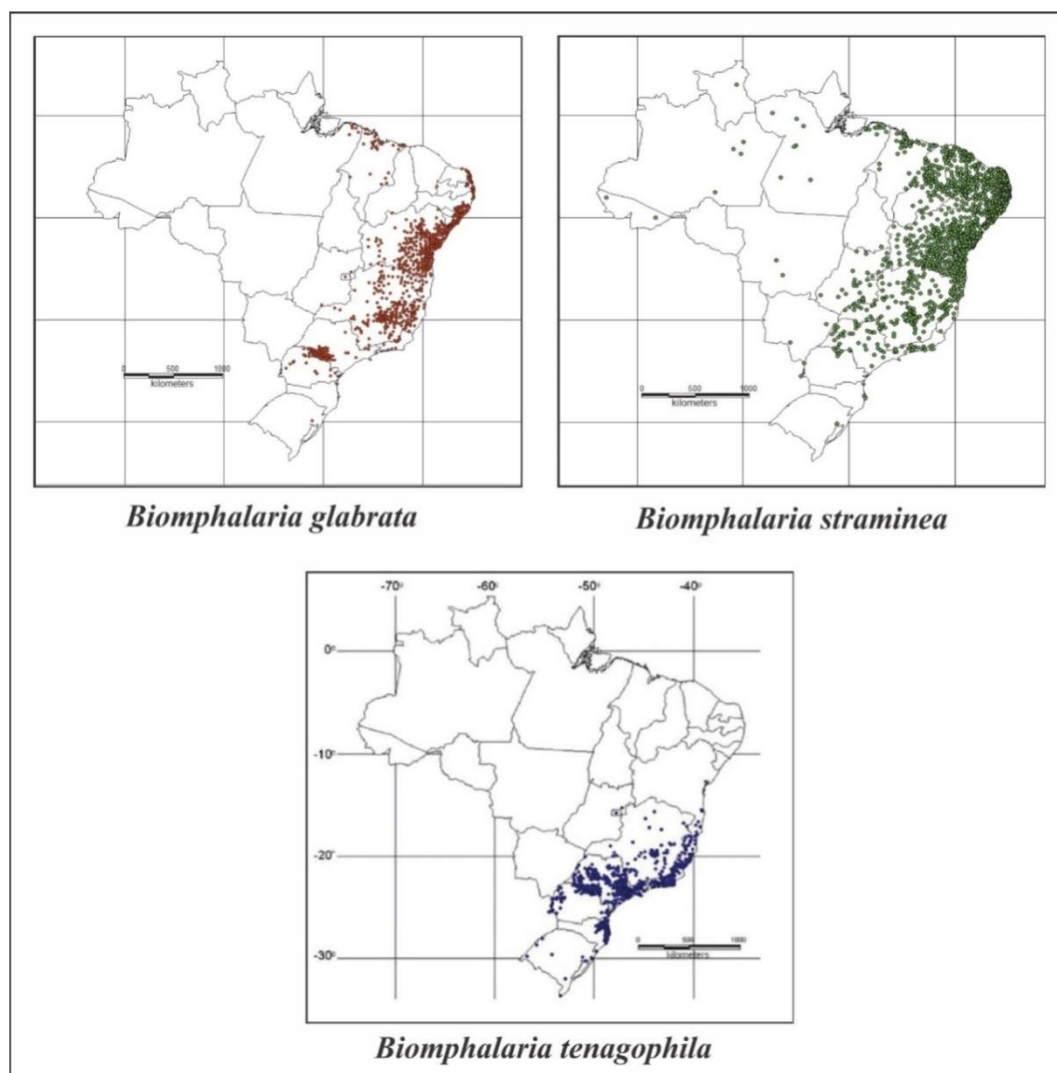 0 500 1000
kilometers
Biomphalaria glabrata
0 500 1000
kilometers
Biomphalaria straminea
-70° -60° -50° -40°
0°
-10°
-20°
-30°
0 500 1000
kilometers
Biomphalaria tenagophila